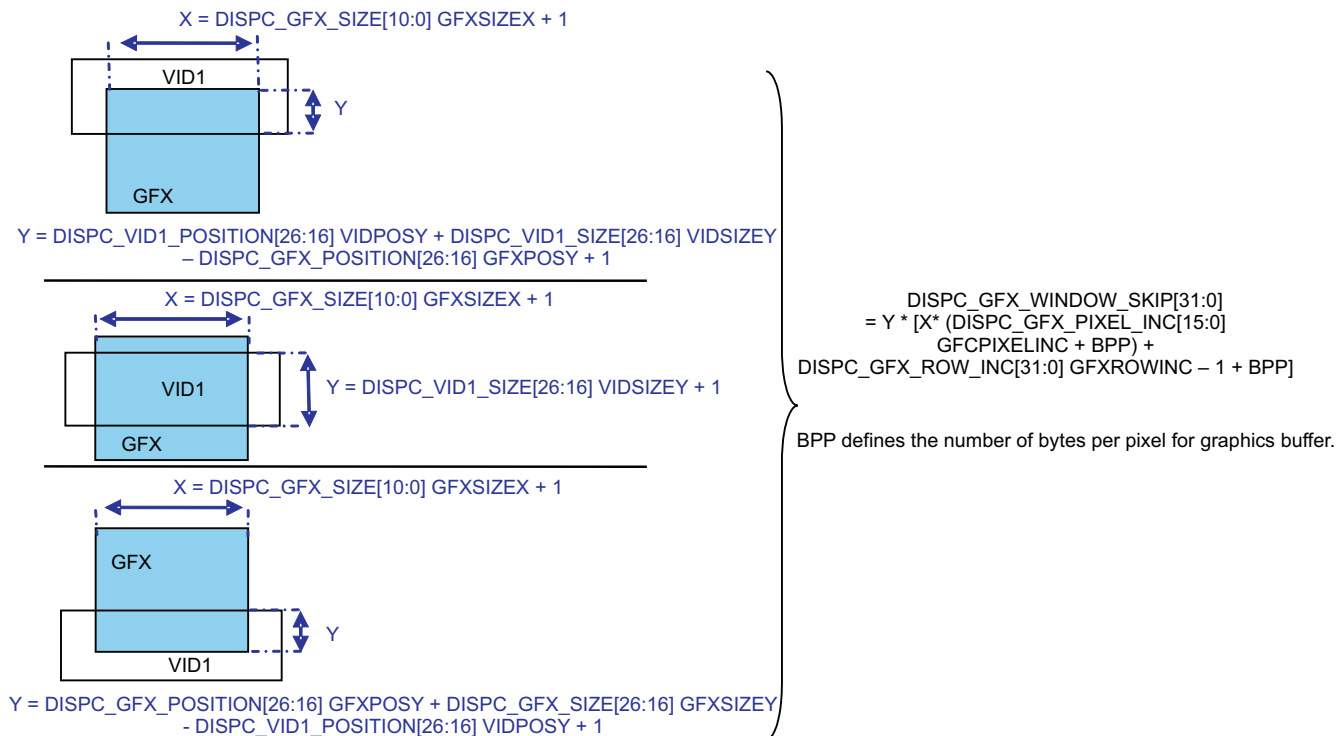 X = DISPC_GFX_SIZE[10:0] GFXSIZEX + 1
VID1
Y
GFX
Y = DISPC_VID1_POSITION[26:16] VIDPOSY + DISPC_VID1_SIZE[26:16] VIDSIZEY
– DISPC_GFX_POSITION[26:16] GFXPOSY + 1
X = DISPC_GFX_SIZE[10:0] GFXSIZEX + 1
VID1
Y = DISPC_VID1_SIZE[26:16] VIDSIZEY + 1
GFX
X = DISPC_GFX_SIZE[10:0] GFXSIZEX + 1
GFX
Y
VID1
Y = DISPC_GFX_POSITION[26:16] GFXPOSY + DISPC_GFX_SIZE[26:16] GFXSIZEY
- DISPC_VID1_POSITION[26:16] VIDPOSY + 1
DISPC_GFX_WINDOW_SKIP[31:0]
= Y * [X* (DISPC_GFX_PIXEL_INC[15:0]
GFCPIXELINC + BPP) +
DISPC_GFX_ROW_INC[31:0] GFXROWINC – 1 + BPP]
BPP defines the number of bytes per pixel for graphics buffer.